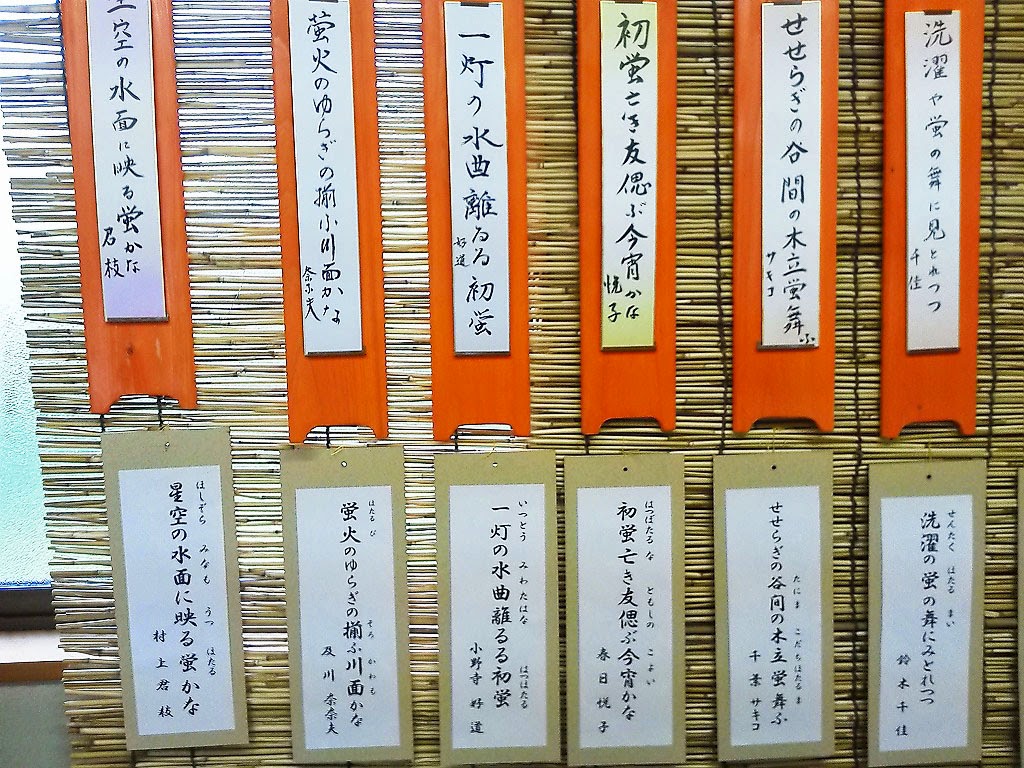 洗濯や蛍の舞に見とれつつ
千佳
せせらぎの谷間の木立蛍舞ふ
サキコ
初蛍亡き友偲ぶ今宵かな
悦子
一灯の水曲離るる初蛍
好道
蛍火のゆらぎの揃ふ川面かな
奈奈夫
空の水面に映る蛍かな
君枝
せんたく ほたる まい
洗濯の蛍の舞にみとれつつ
鈴木千佳
たにま こだちほたる ま
せせらぎの谷間の木立蛍舞ふ
千葉サキコ
はつぼたる な ともしの こよい
初蛍亡き友偲ぶ今宵かな
春日悦子
いつとう みわたはな はつほたる
一灯の水曲離るる初蛍
小野寺好道
ほたる び そろ かわも
蛍火のゆらぎの揃ふ川面かな
及川奈奈夫
ほしぞら みなも うつ ほたる
星空の水面に映る蛍かな
村上君枝